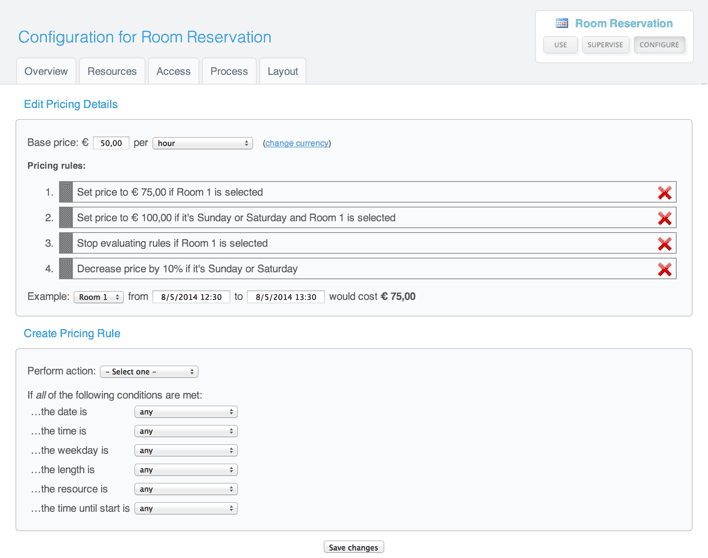 Room Reservation
Configuration for Room Reservation
USE SUPERVISE CONFIGURE
Overview Resources Access Process Layout
Edit Pricing Details
Base price: € 50,00 per hour (change currency)
Pricing rules:
1. Set price to € 75,00 if Room 1 is selected
2. Set price to € 100,00 if it's Sunday or Saturday and Room 1 is selected
3. Stop evaluating rules if Room 1 is selected
4. Decrease price by 10% if it's Sunday or Saturday
Example: Room 1 from 8/5/2014 12:30 to 8/5/2014 13:30 would cost € 75,00
Create Pricing Rule
Perform action: – Select one –
If all of the following conditions are met:
...the date is any
...the time is any
...the weekday is any
...the length is any
...the resource is any
...the time until start is any
Save changes